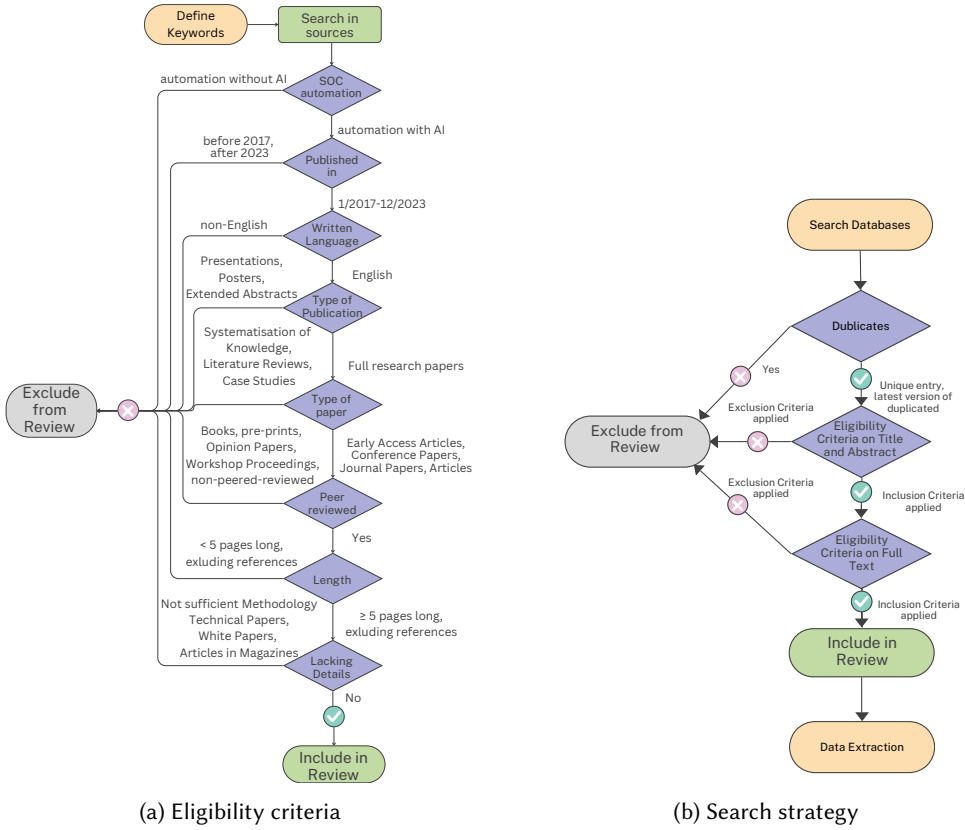 Define
Keywords
Search in
sources
automation without AI
SOC
automation
automation with AI
before 2017,
after 2023
Published
in
1/2017-12/2023
non-English
Written
Language
English
Presentations,
Posters,
Extended Abstracts
Type of
Publication
Systematisation of
Knowledge,
Literature Reviews,
Case Studies
Full research papers
Exclude
from
Review
Type of
paper
Books, pre-prints,
Opinion Papers,
Workshop Proceedings,
non-peered-reviewed
Early Access Articles,
Conference Papers,
Journal Papers, Articles
Peer
reviewed
Yes
< 5 pages long,
exluding references
Length
≥ 5 pages long,
exluding references
Not sufficient Methodology
Technical Papers,
White Papers,
Articles in Magazines
Lacking
Details
No
Include in
Review
(a) Eligibility criteria
Search Databases
Dublicates
Yes
Unique entry,
latest version of
duplicated
Exclusion Criteria
applied
Exclude from
Review
Eligibility
Criteria on Title
and Abstract
Exclusion Criteria
applied
Inclusion Criteria
applied
Eligibility
Criteria on Full
Text
Inclusion Criteria
applied
Include in
Review
Data Extraction
(b) Search strategy